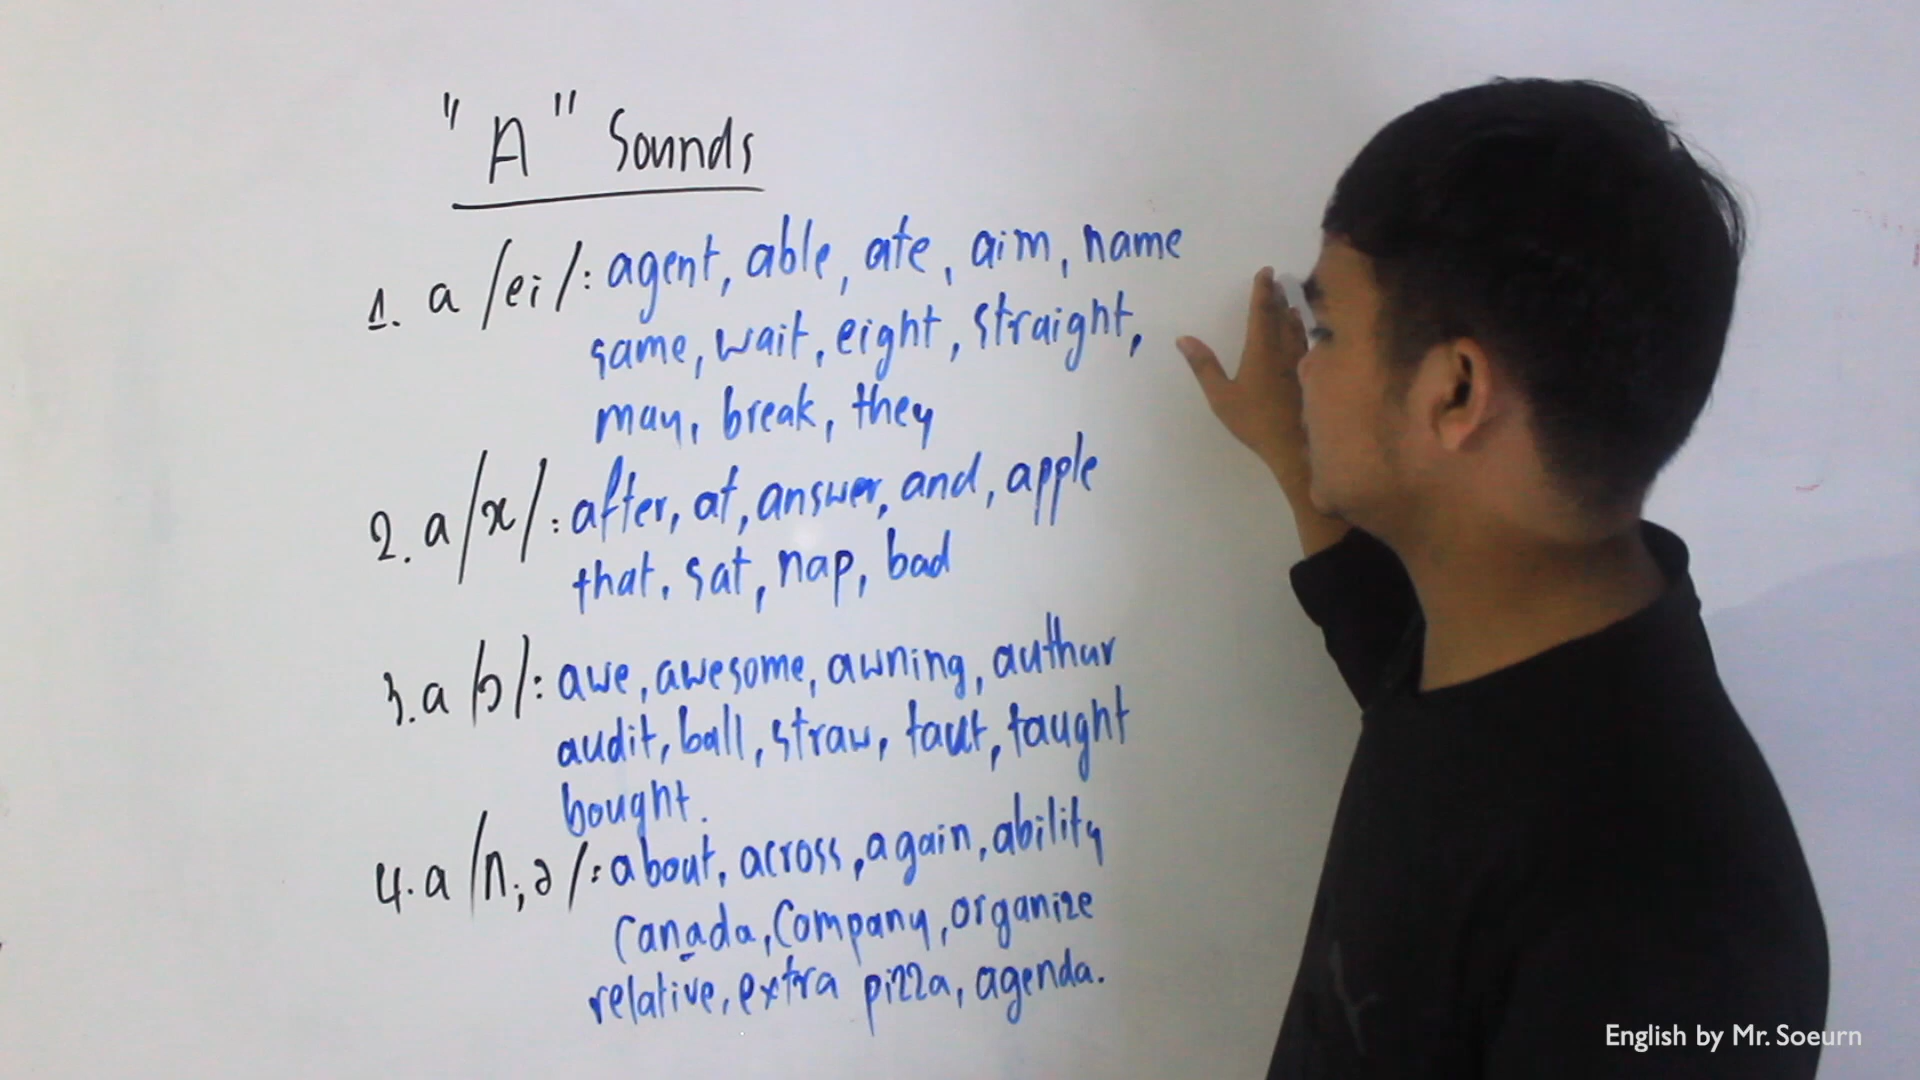 "A" Sounds
1. a /ei/: agent, able, ate, aim, name
same, wait, eight, straight,
may, break, they
2. a /æ/: after, at, answer, and, apple
that, sat, nap, bad
3. a /ɔ/: awe, awesome, awning, authur
audit, ball, straw, taught
bought.
4. a /ʌ, ə/: about, across, again, ability
Canada, Company, organize
relative, extra pizza, agenda.
English by Mr. Soeurn